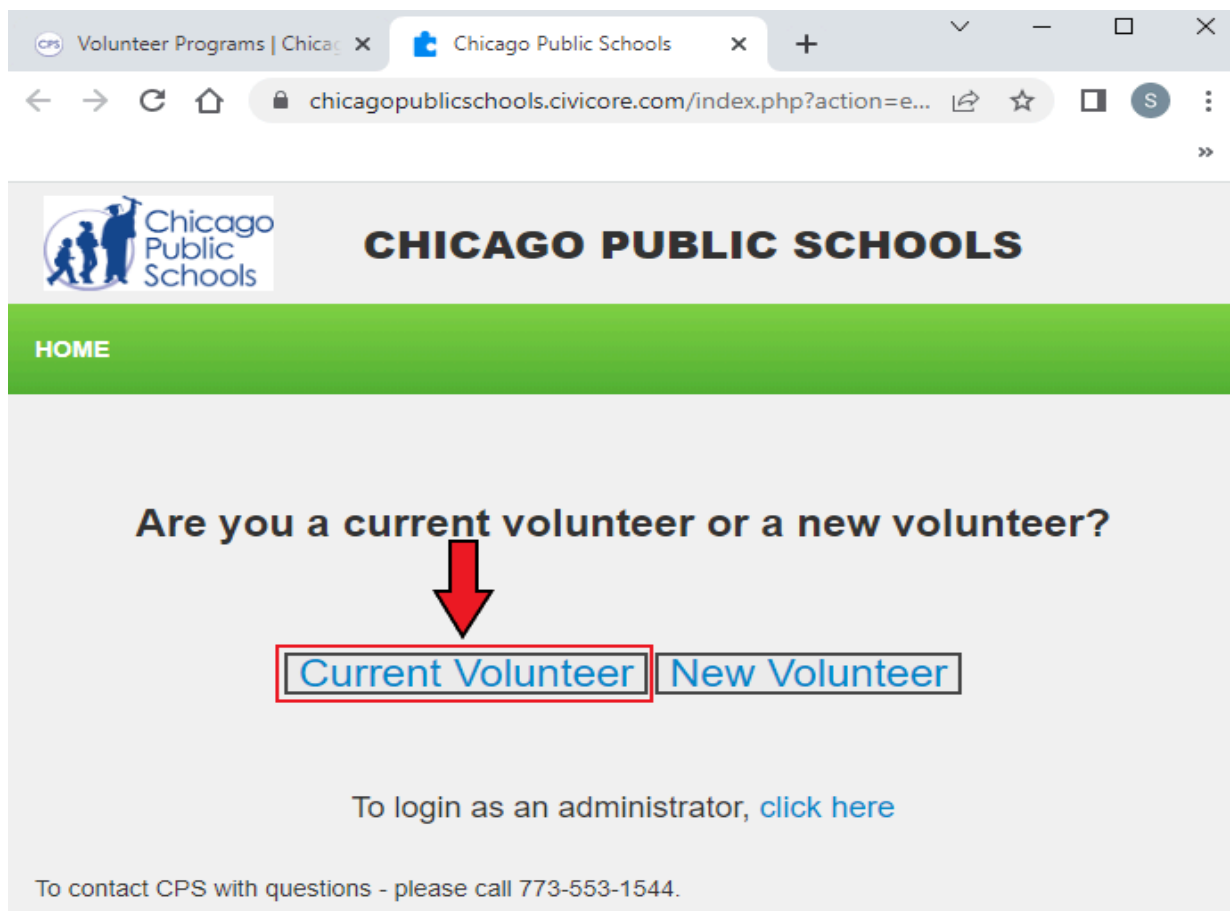 CPS Volunteer Programs | Chicag Chicago Public Schools
chicagopublicschools.civicore.com/index.php?action=e... S
Chicago
Public
Schools
CHICAGO PUBLIC SCHOOLS
HOME
Are you a current volunteer or a new volunteer?
Current Volunteer New Volunteer
To login as an administrator, click here
To contact CPS with questions - please call 773-553-1544.